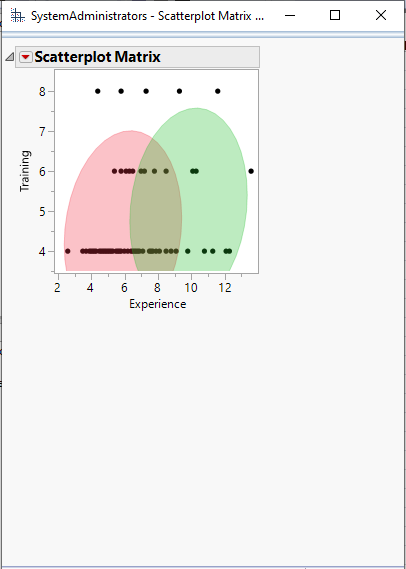 SystemAdministrators - Scatterplot Matrix ...
Scatterplot Matrix
8
7
6
5
4
Training
2 4 6 8 10 12
Experience